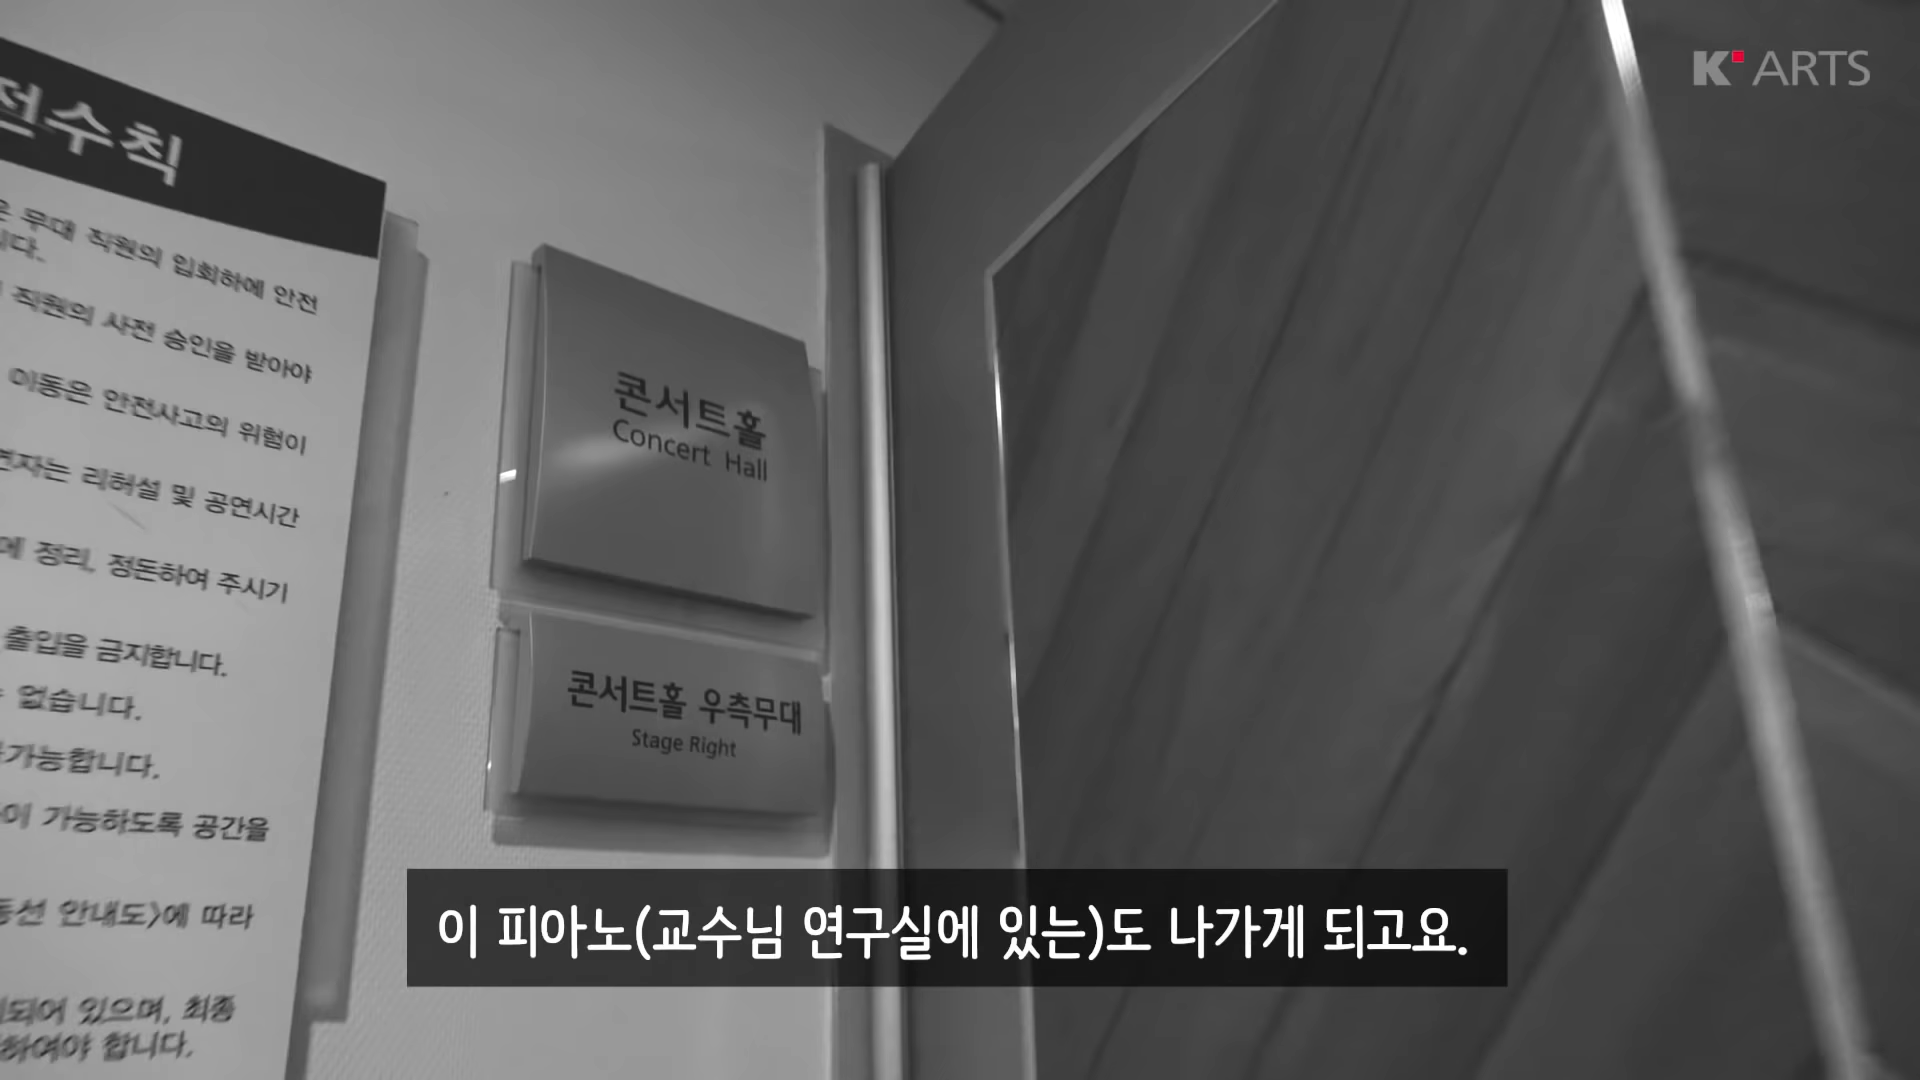 K ARTS
전수칙
무대 직원의 입회하에 안전
니다.
직원의 사전 승인을 받아야
이동은 안전사고의 위험이
연자는 리허설 및 공연시간
에 정리, 정돈하여 주시기
출입을 금지합니다.
없습니다.
가능합니다.
이 가능하도록 공간을
동선 안내도>에 따라
되어 있으며, 최종
하여야 합니다.
콘서트홀
Concert Hall
콘서트홀 우측무대
Stage Right
이 피아노(교수님 연구실에 있는)도 나가게 되고요.